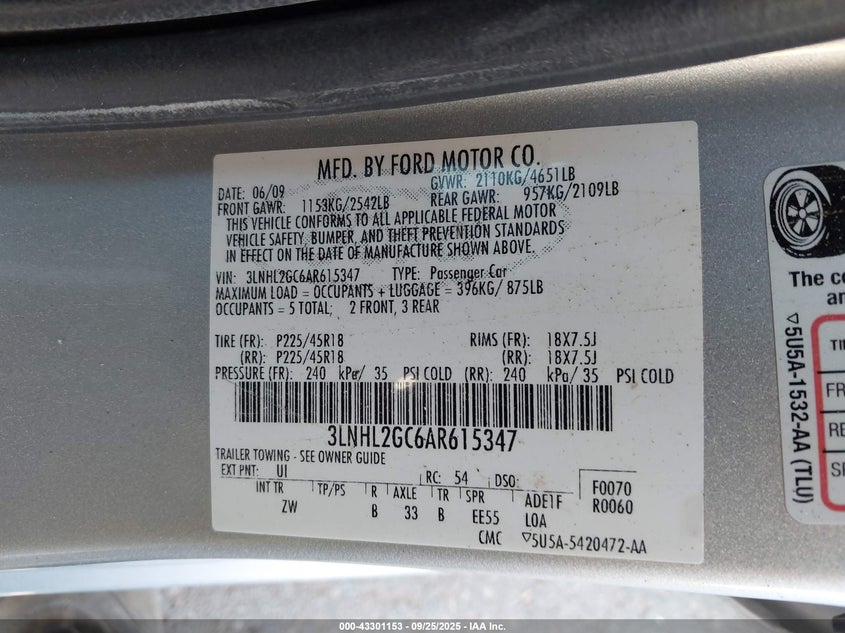 MFD. BY FORD MOTOR CO.
DATE: 06/09 GVWR: 2110KG/4651LB
FRONT GAWR: 1153KG/2542LB REAR GAWR: 957KG/2109LB
THIS VEHICLE CONFORMS TO ALL APPLICABLE FEDERAL MOTOR
VEHICLE SAFETY, BUMPER, AND THEFT PREVENTION STANDARDS
IN EFFECT ON THE DATE OF MANUFACTURE SHOWN ABOVE.
VIN: 3LNHL2GC6AR615347 TYPE: Passenger Car
MAXIMUM LOAD = OCCUPANTS + LUGGAGE = 396KG/ 875LB
OCCUPANTS = 5 TOTAL; 2 FRONT, 3 REAR
TIRE (FR): P225/45R18 RIMS (FR): 18X7.5J
(RR): P225/45R18 (RR): 18X7.5J
PRESSURE (FR): 240 kPa/ 35 PSI COLD (RR): 240 kPa/ 35 PSI COLD
3LNHL2GC6AR615347
TRAILER TOWING - SEE OWNER GUIDE
EXT PNT: UI RC: 54 DSO: F0070
INT TR TP/PS R AXLE TR SPR ADE1F R0060
ZW B 33 B EE55 LOA
CMC ▽5U5A-5420472-AA
The co
an
TI
FR
RE
SP
▽5U5A-1532-AA (TLU)
000-43301153 - 09/25/2025 - IAA Inc.